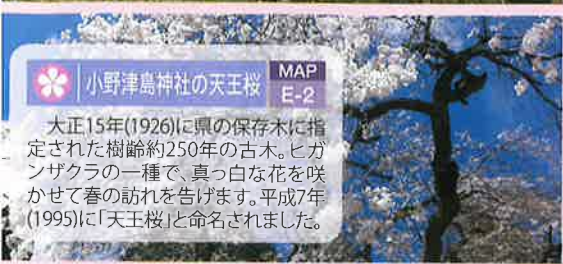 小野津島神社の天王桜
MAP
E-2
大正15年(1926)に県の保存木に指
定された樹齢約250年の古木。ヒガ
ンザクラの一種で、真っ白な花を咲
かせて春の訪れを告げます。平成7年
(1995)に「天王桜」と命名されました。